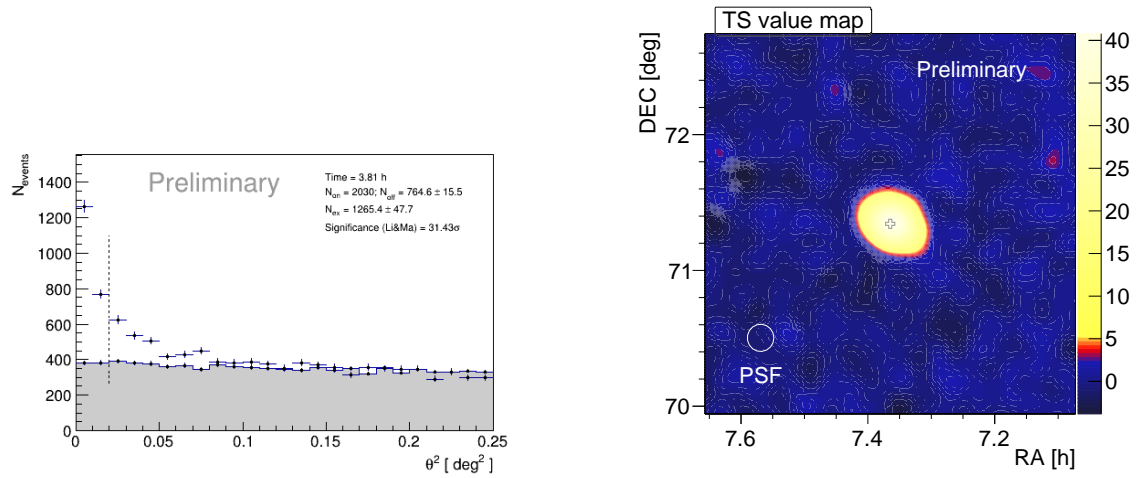 N_events
1400
1200
1000
800
600
400
200
0
Preliminary
Time = 3.81 h
N_on = 2030; N_off = 764.6 ± 15.5
N_ex = 1265.4 ± 47.7
Significance (Li&Ma) = 31.43σ
0 0.05 0.1 0.15 0.2 0.25
θ² [ deg² ]
TS value map
DEC [deg]
72
71
70
Preliminary
PSF
7.6 7.4 7.2
RA [h]
40
35
30
25
20
15
10
5
0